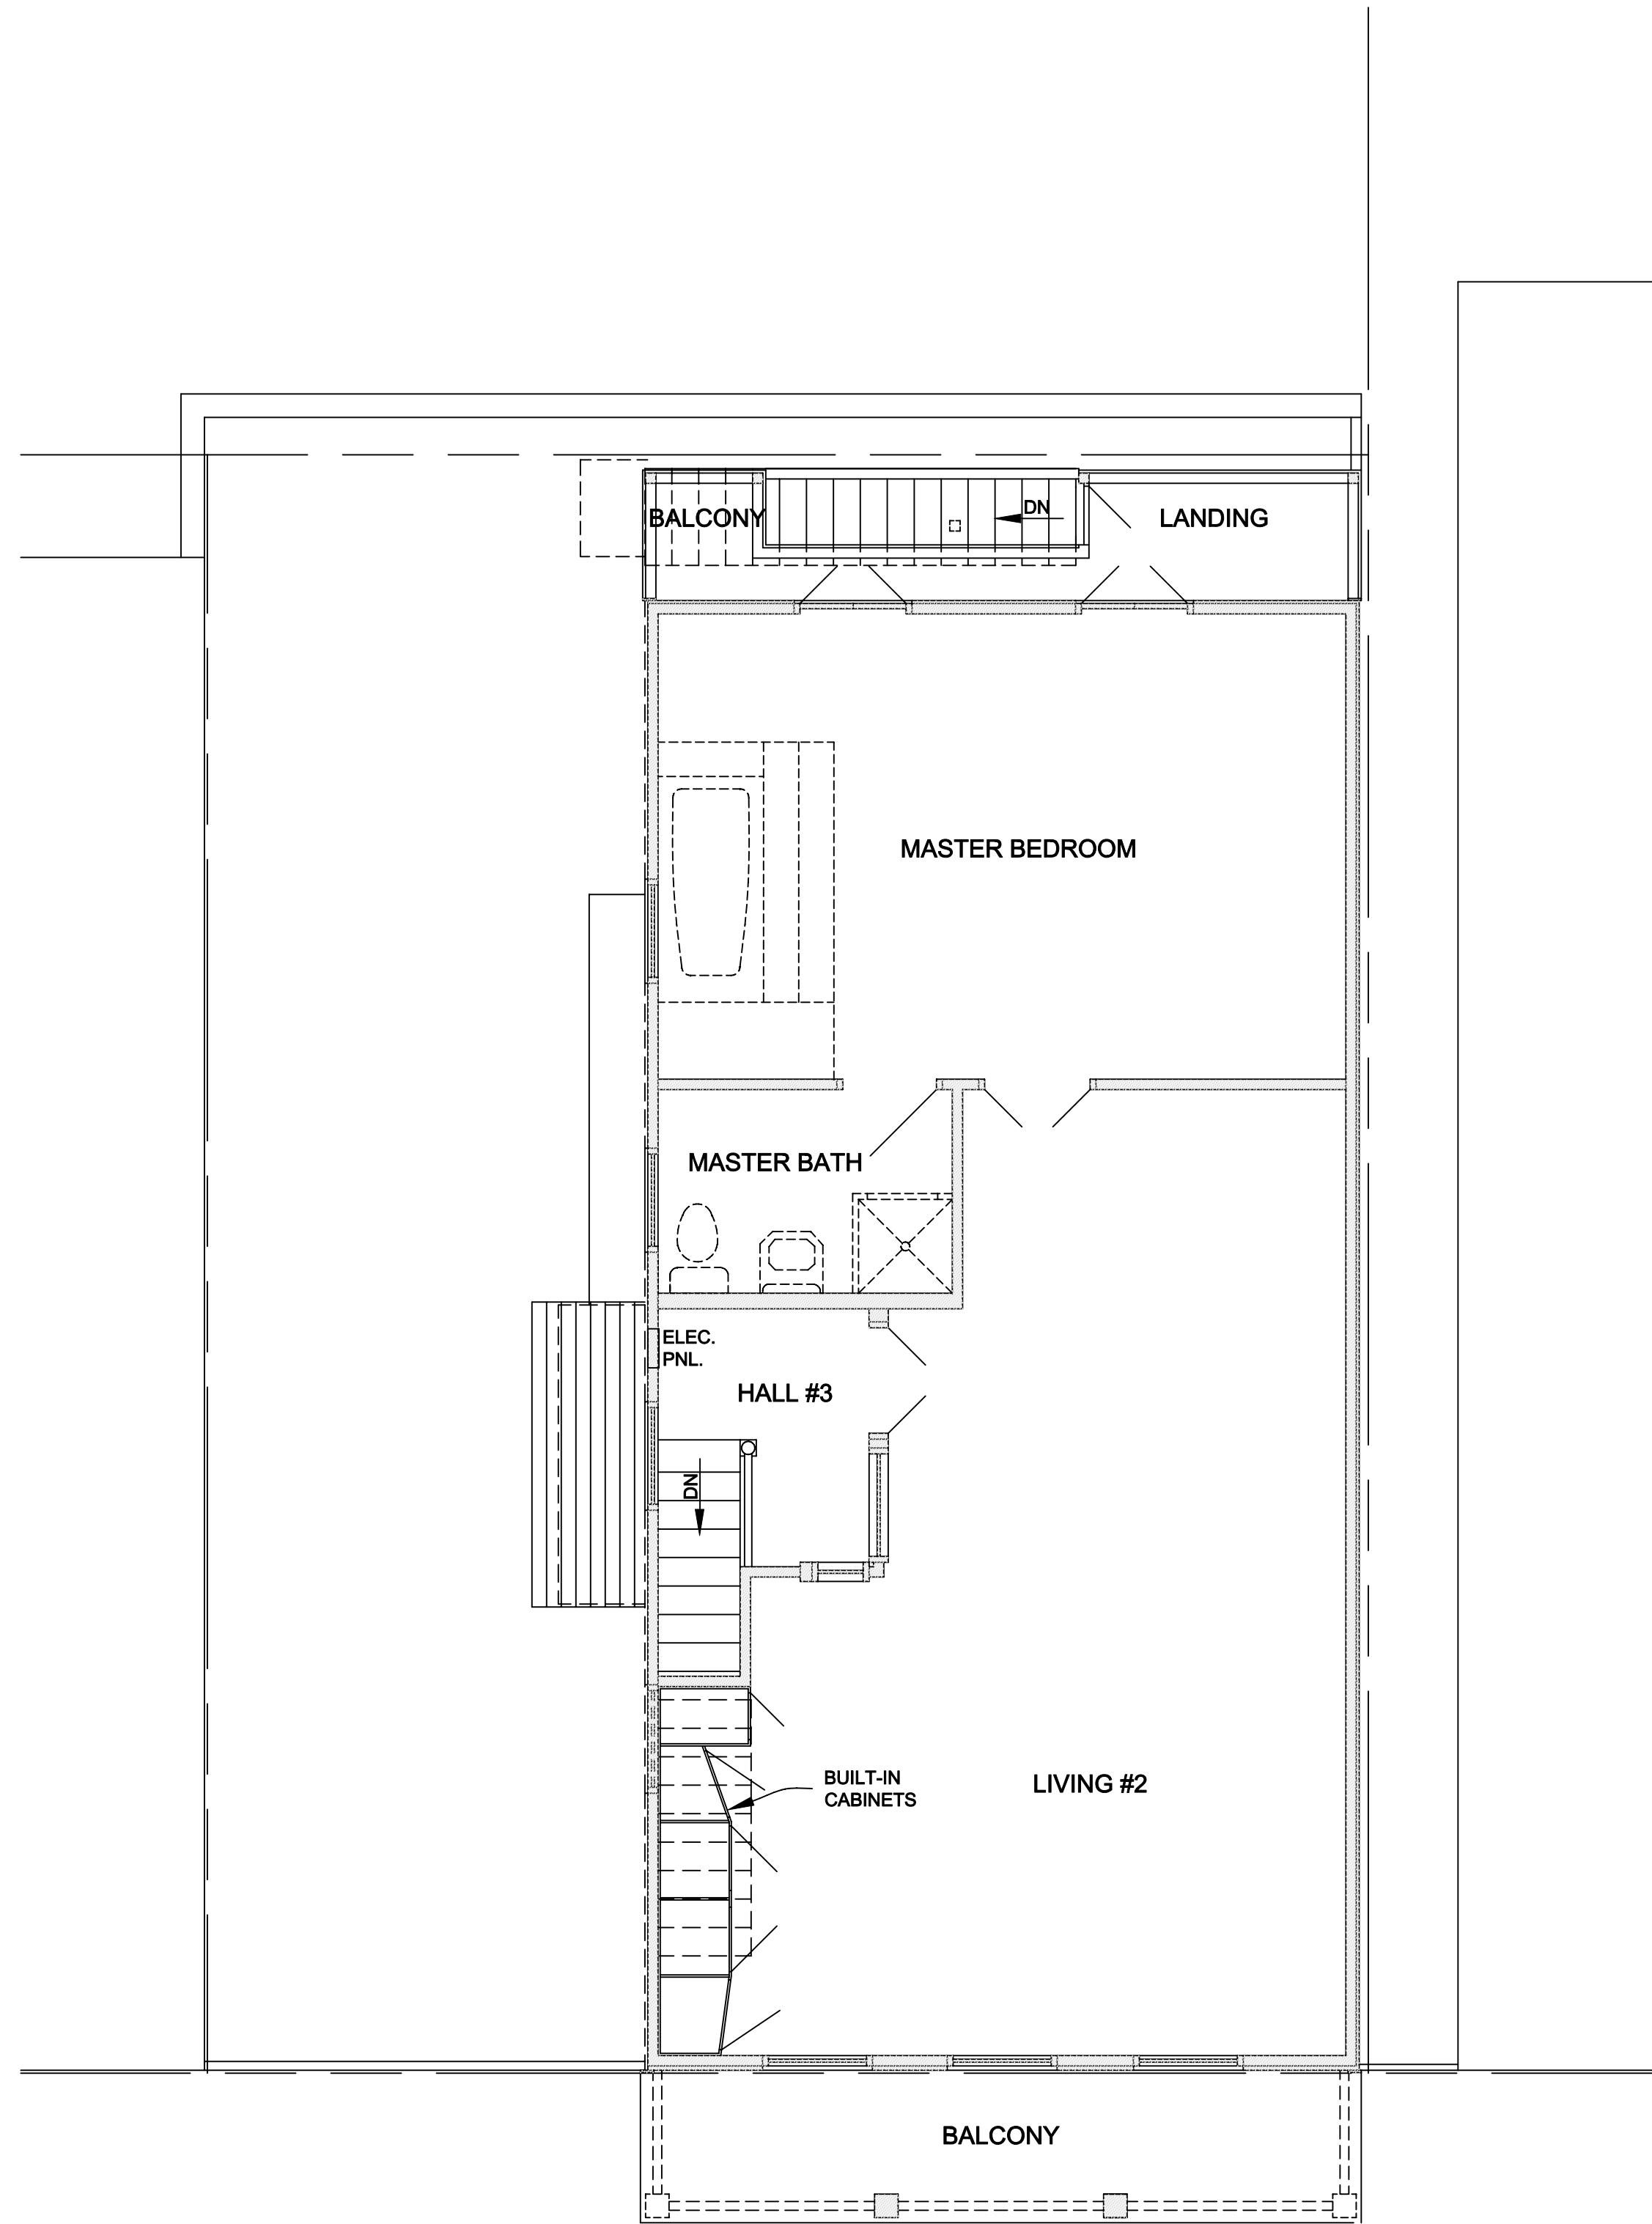 BALCONY
DN
LANDING
MASTER BEDROOM
MASTER BATH
ELEC.
PNL.
HALL #3
DN
BUILT-IN
CABINETS
LIVING #2
BALCONY